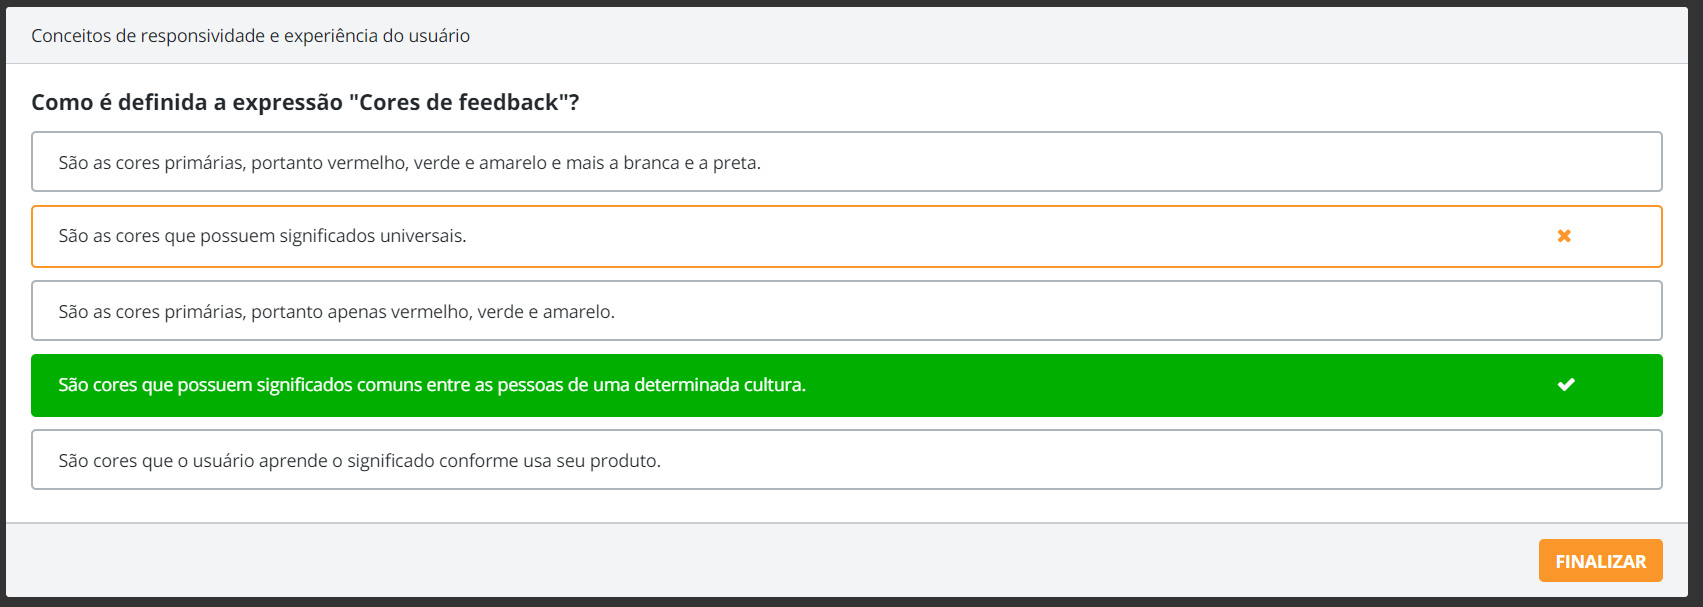 Conceitos de responsividade e experiência do usuário
Como é definida a expressão "Cores de feedback"?
São as cores primárias, portanto vermelho, verde e amarelo e mais a branca e a preta.
São as cores que possuem significados universais.
São as cores primárias, portanto apenas vermelho, verde e amarelo.
São cores que possuem significados comuns entre as pessoas de uma determinada cultura.
São cores que o usuário aprende o significado conforme usa seu produto.
FINALIZAR